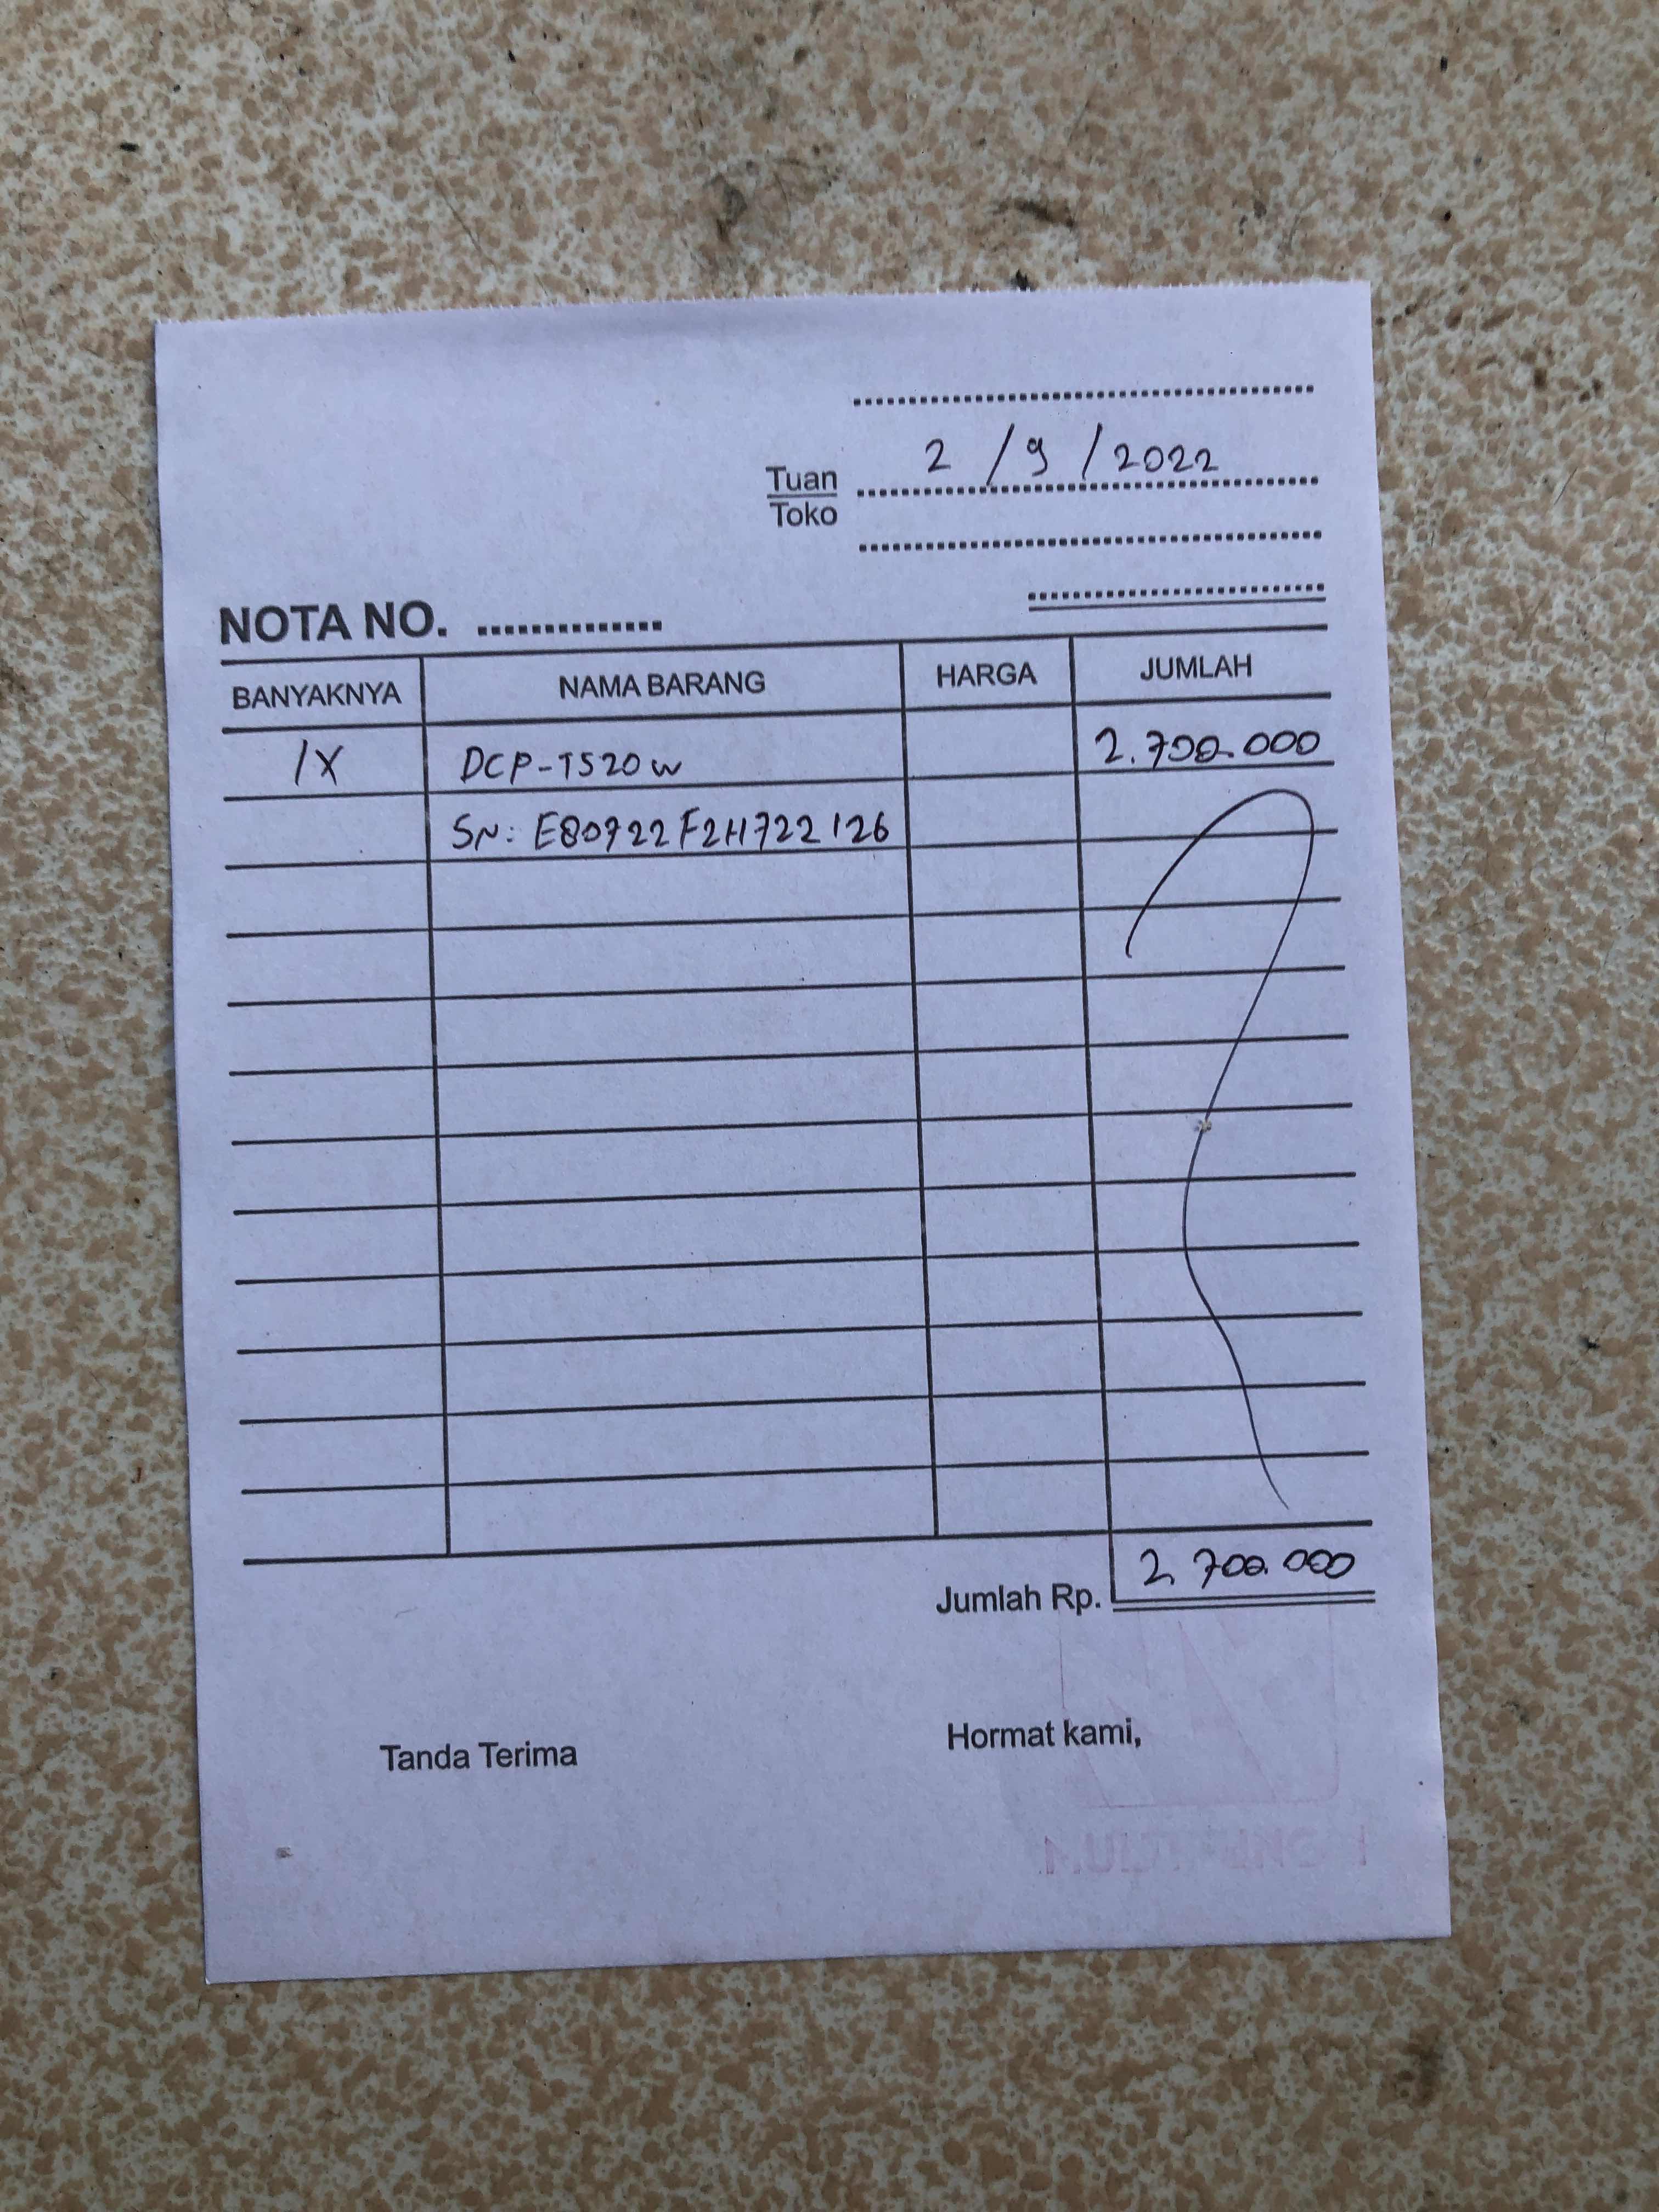 2 / 9 / 2022
Tuan
Toko
NOTA NO. ..............
BANYAKNYA NAMA BARANG HARGA JUMLAH
1X DCP-T520W 2.700.000
SN: E80722F2H722126
Jumlah Rp. 2.700.000
Tanda Terima Hormat kami,